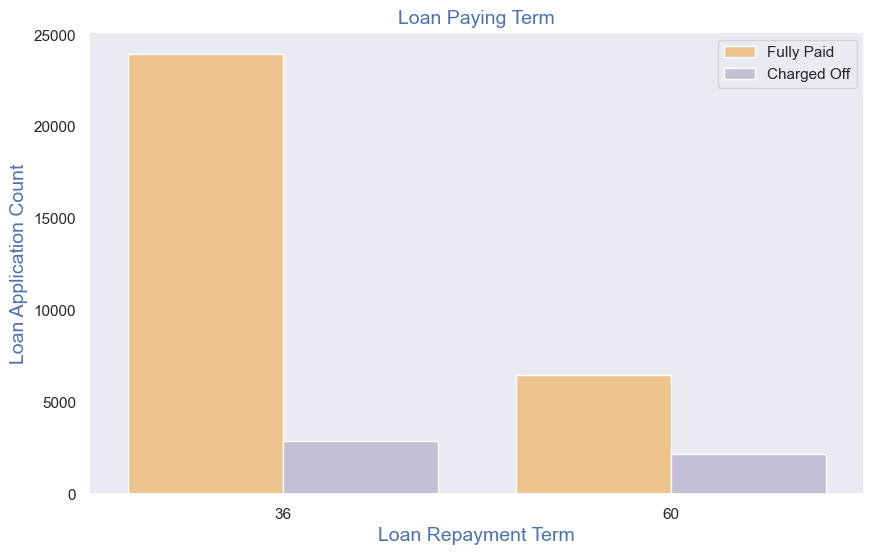 Loan Paying Term
Fully Paid
Charged Off
Loan Application Count
25000
20000
15000
10000
5000
0
36
60
Loan Repayment Term